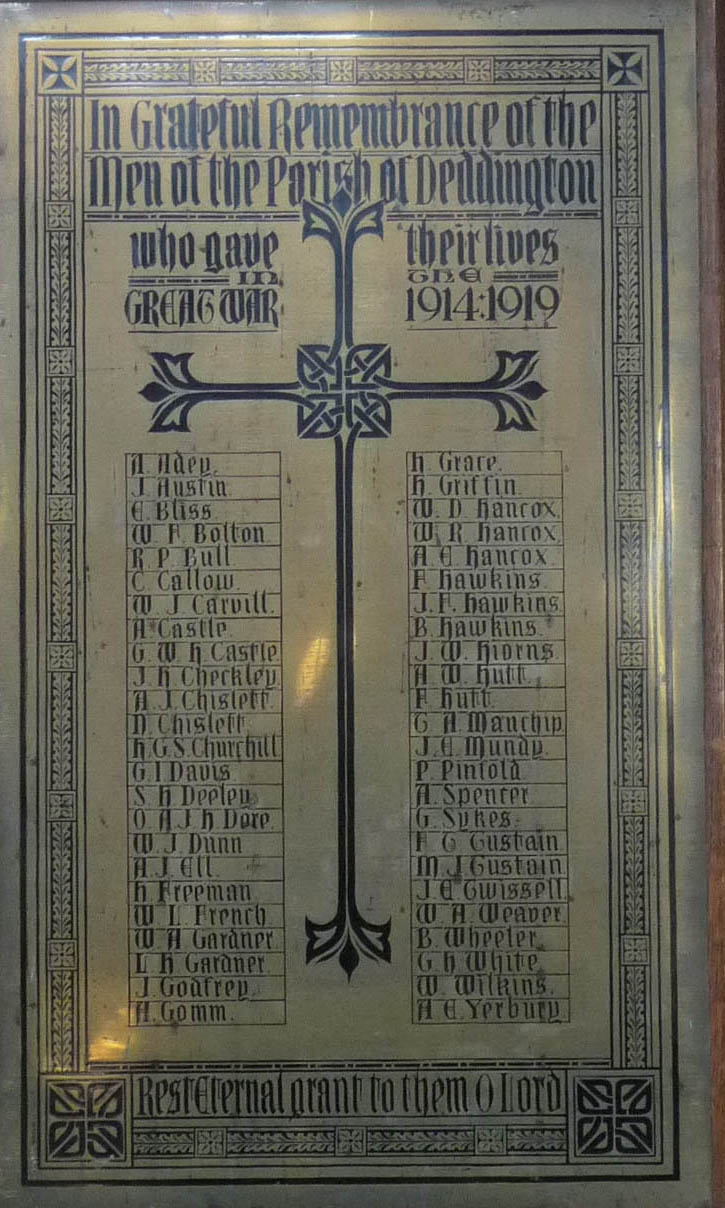 In Grateful Remembrance of the
Men of the Parish of Deddington
who gave their lives
IN THE
GREAT WAR 1914:1919
A. Adey.
J. Austin.
E. Bliss
W. F. Bolton
R. P. Bull
C. Callow.
W. J. Carvill.
A. Castle.
G. W. H. Castle.
J. H. Checkley.
A. J. Chislett.
D. Chislett.
H. G. S. Churchill
G. I. Davis
S. H. Deeley.
O. A. J. H. Dore.
W. J. Dunn
A. J. Ell.
H. Freeman
W. L. French.
W. A. Gardner
L. H. Gardner
J. Godfrey.
A. Gomm.
H. Grace.
H. Griffin.
W. D. Hancox.
W. R. Hancox.
A. E. Hancox.
F. Hawkins.
J. F. Hawkins.
B. Hawkins.
J. W. Hiorns.
A. W. Hutt.
F. Hutt.
G. A. Manchip
J. E. Mundy.
P. Pinfold.
A. Spencer.
G. Sykes.
F. T. Tustain.
M. J. Tustain
J. E. Twissell.
W. A. Weaver.
B. Wheeler.
G. H. White.
W. Wilkins.
A. E. Yerbury.
Rest Eternal grant to them O Lord